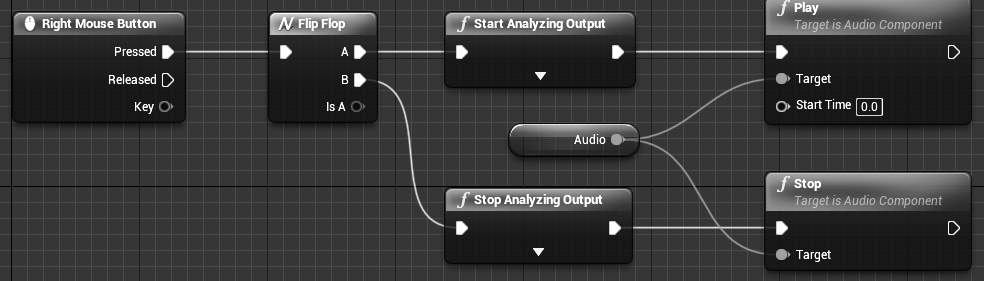 Right Mouse Button
Pressed
Released
Key
Flip Flop
A
B
Is A
f Start Analyzing Output
f Play
Target is Audio Component
Target
Start Time 0.0
Audio
f Stop Analyzing Output
f Stop
Target is Audio Component
Target